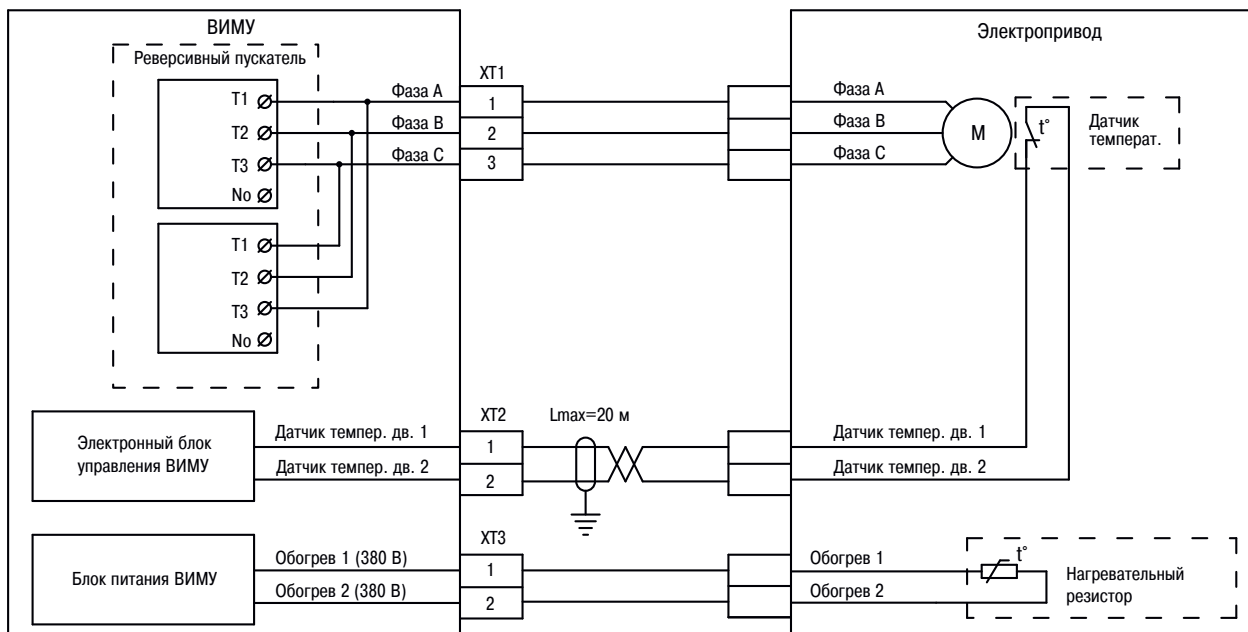 ВИМУ
Электропривод
Реверсивный пускатель
XT1
T1
Фаза А
1
Фаза А
T2
Фаза В
2
Фаза В
M
t°
Датчик
температ.
T3
Фаза С
3
Фаза С
No
T1
T2
T3
No
XT2
Lmax=20 м
Электронный блок
управления ВИМУ
Датчик темпер. дв. 1
1
Датчик темпер. дв. 1
Датчик темпер. дв. 2
2
Датчик темпер. дв. 2
XT3
Блок питания ВИМУ
Обогрев 1 (380 В)
1
Обогрев 1
t°
Обогрев 2 (380 В)
2
Обогрев 2
Нагревательный
резистор